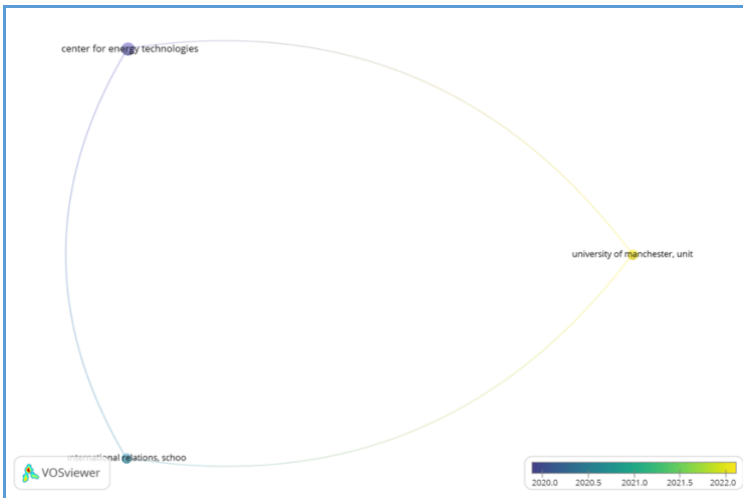 center for energy technologies
university of manchester, unit
international relations, schoo
VOSviewer
2020.0 2020.5 2021.0 2021.5 2022.0